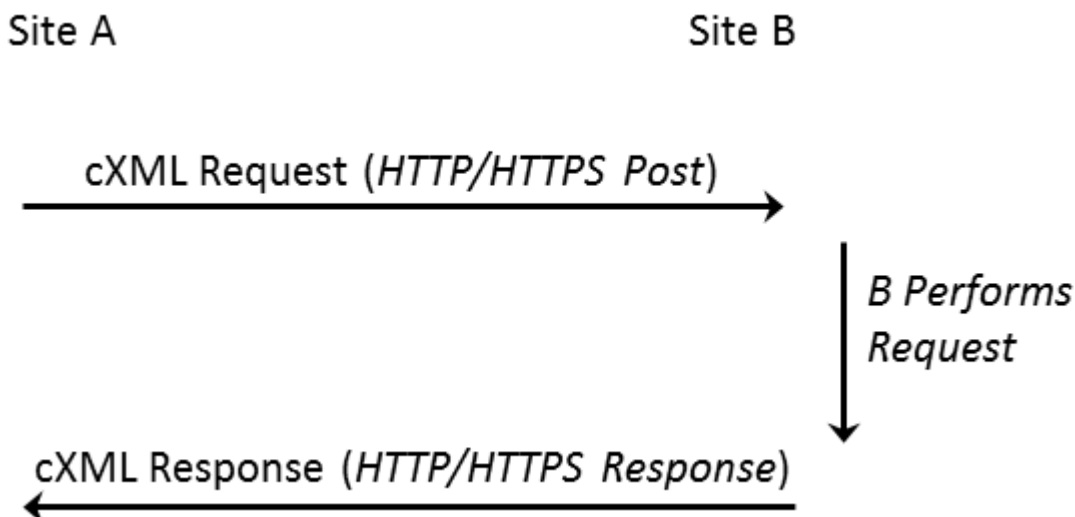 Site A
Site B
cXML Request (HTTP/HTTPS Post)
B Performs
Request
cXML Response (HTTP/HTTPS Response)